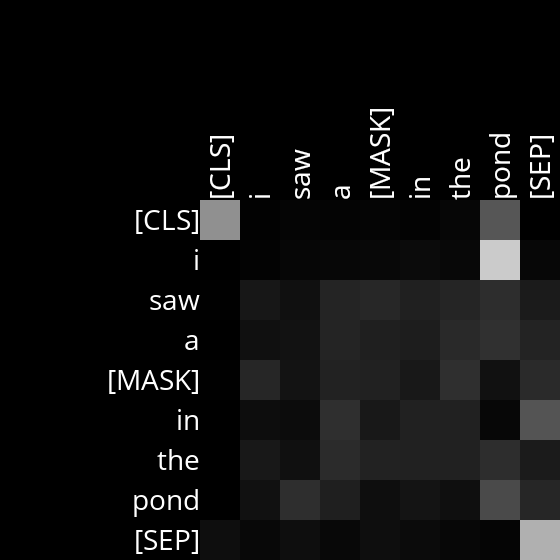 [CLS] i saw a [MASK] in the pond [SEP]
[CLS]
i
saw
a
[MASK]
in
the
pond
[SEP]